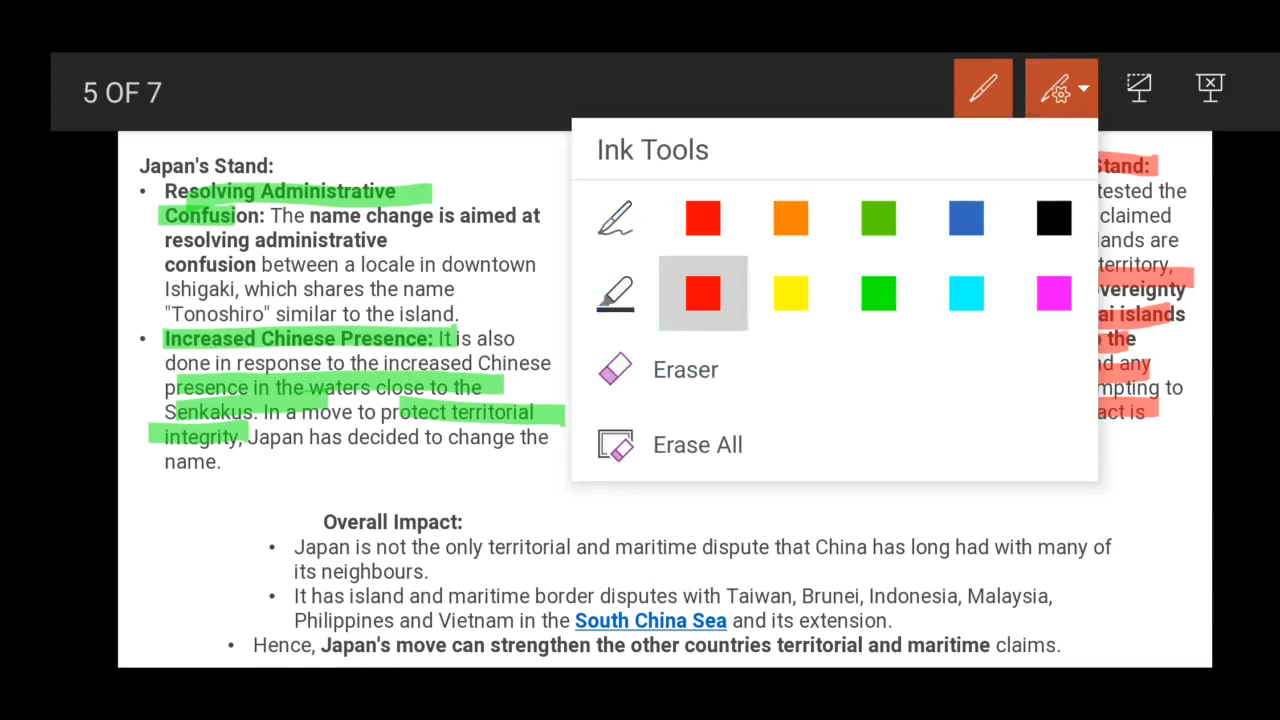 5 OF 7
Ink Tools
Eraser
Erase All
Japan's Stand:
• Resolving Administrative
Confusion: The name change is aimed at
resolving administrative
confusion between a locale in downtown
Ishigaki, which shares the name
"Tonoshiro" similar to the island.
• Increased Chinese Presence: It is also
done in response to the increased Chinese
presence in the waters close to the
Senkakus. In a move to protect territorial
integrity, Japan has decided to change the
name.
Stand:
tested the
claimed
lands are
territory,
vereignty
ai islands
the
nd any
mpting to
act is
Overall Impact:
• Japan is not the only territorial and maritime dispute that China has long had with many of
its neighbours.
• It has island and maritime border disputes with Taiwan, Brunei, Indonesia, Malaysia,
Philippines and Vietnam in the South China Sea and its extension.
• Hence, Japan's move can strengthen the other countries territorial and maritime claims.